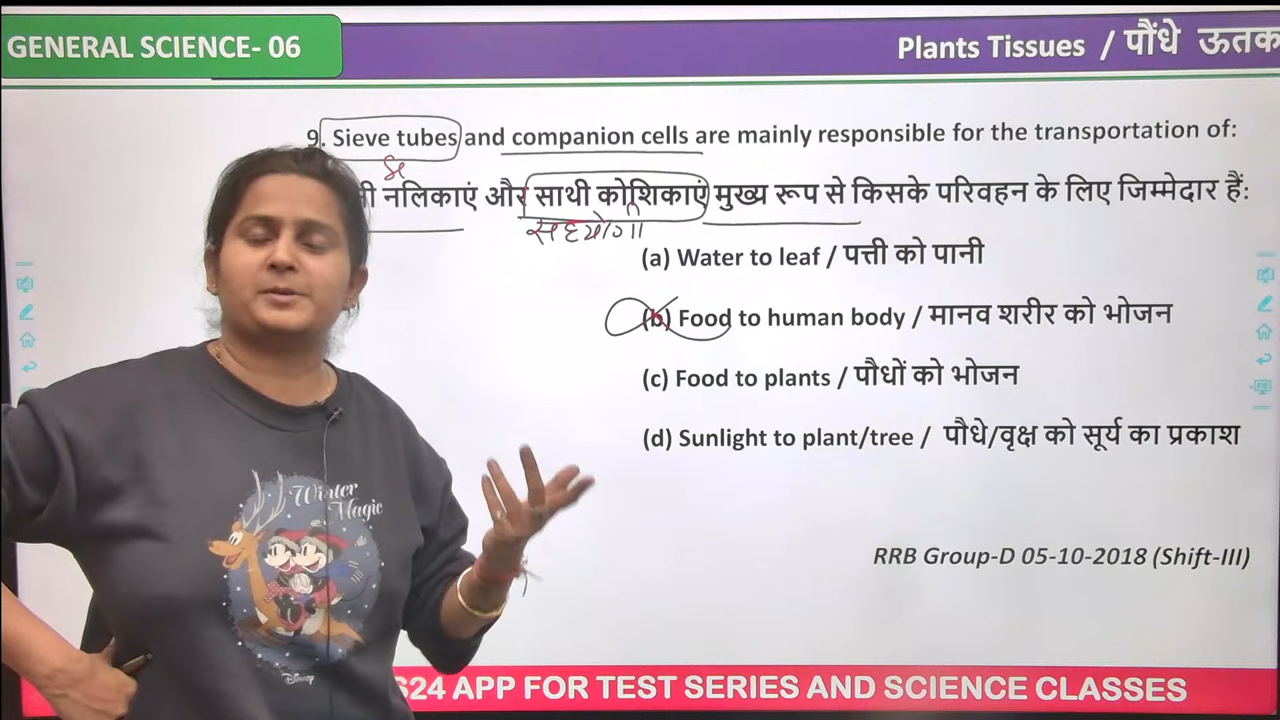 GENERAL SCIENCE- 06
Plants Tissues / पौंधे ऊतक
9. Sieve tubes and companion cells are mainly responsible for the transportation of:
नलिकाएं और साथी कोशिकाएं मुख्य रूप से किसके परिवहन के लिए जिम्मेदार हैं:
(a) Water to leaf / पत्ती को पानी
(b) Food to human body / मानव शरीर को भोजन
(c) Food to plants / पौधों को भोजन
(d) Sunlight to plant/tree / पौधे/वृक्ष को सूर्य का प्रकाश
RRB Group-D 05-10-2018 (Shift-III)
Winter
Magic
Disney
S24 APP FOR TEST SERIES AND SCIENCE CLASSES